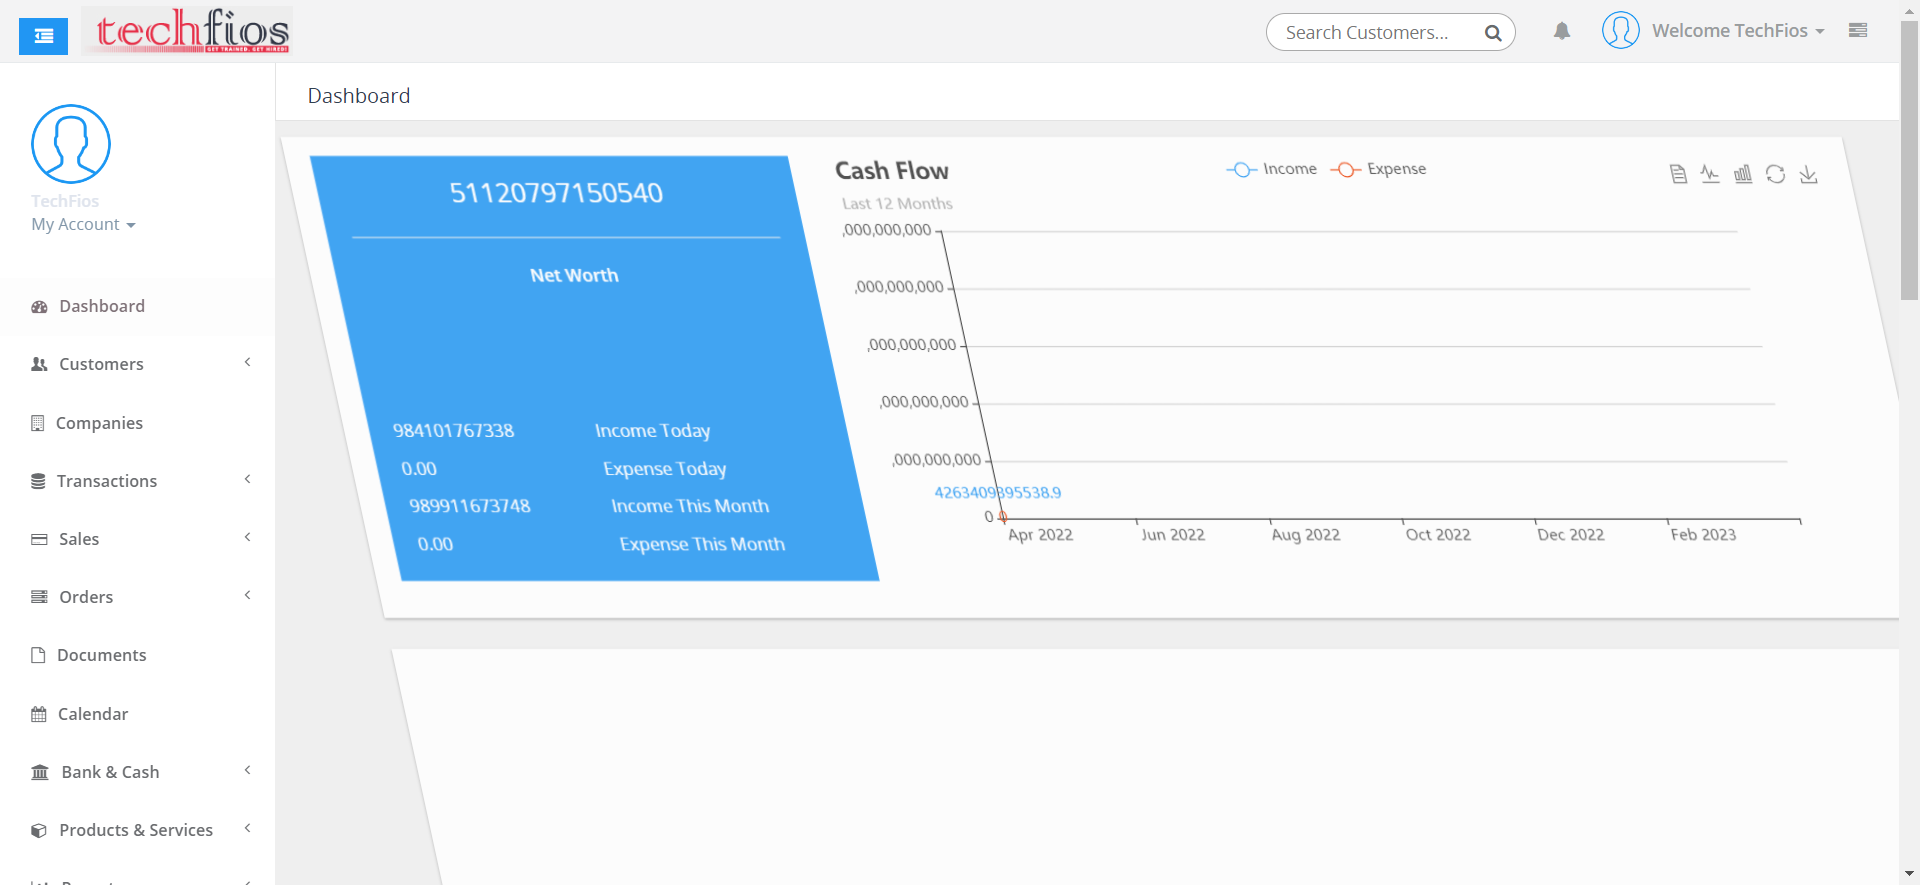 techfios
GET TRAINED. GET HIRED!
Search Customers...
Welcome TechFios
TechFios
My Account
Dashboard
Customers
Companies
Transactions
Sales
Orders
Documents
Calendar
Bank & Cash
Products & Services
Dashboard
51120797150540
Net Worth
984101767338 Income Today
0.00 Expense Today
989911673748 Income This Month
0.00 Expense This Month
Cash Flow
Last 12 Months
Income Expense
,000,000,000
,000,000,000
,000,000,000
,000,000,000
,000,000,000
4263409395538.9
0 0
Apr 2022 Jun 2022 Aug 2022 Oct 2022 Dec 2022 Feb 2023